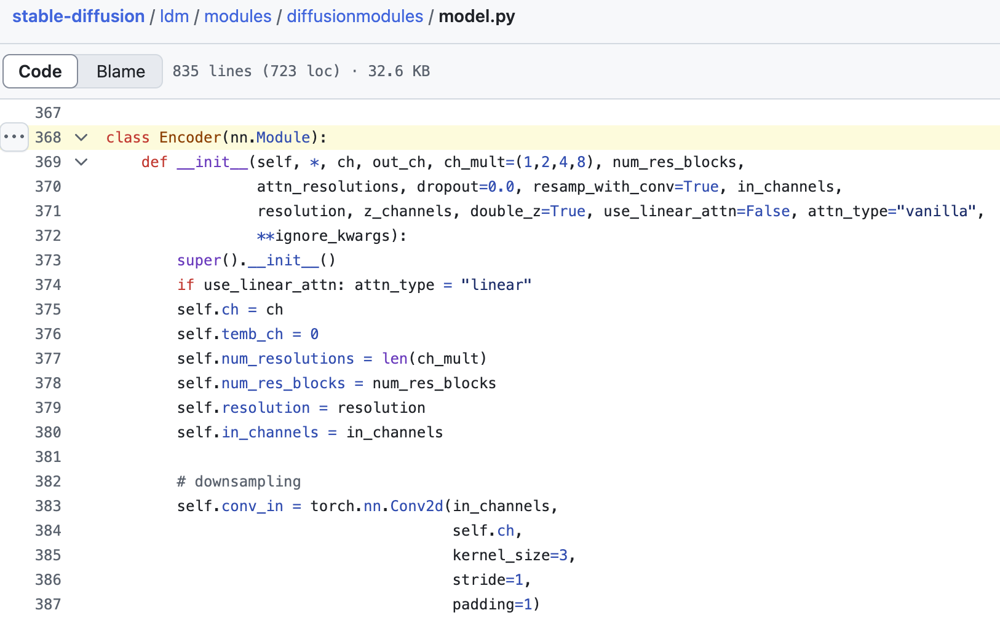 stable-diffusion / ldm / modules / diffusionmodules / model.py
Code Blame 835 lines (723 loc) · 32.6 KB
367
368 class Encoder(nn.Module):
369 def __init__(self, *, ch, out_ch, ch_mult=(1,2,4,8), num_res_blocks,
370 attn_resolutions, dropout=0.0, resamp_with_conv=True, in_channels,
371 resolution, z_channels, double_z=True, use_linear_attn=False, attn_type="vanilla",
372 **ignore_kwargs):
373 super().__init__()
374 if use_linear_attn: attn_type = "linear"
375 self.ch = ch
376 self.temb_ch = 0
377 self.num_resolutions = len(ch_mult)
378 self.num_res_blocks = num_res_blocks
379 self.resolution = resolution
380 self.in_channels = in_channels
381
382 # downsampling
383 self.conv_in = torch.nn.Conv2d(in_channels,
384 self.ch,
385 kernel_size=3,
386 stride=1,
387 padding=1)